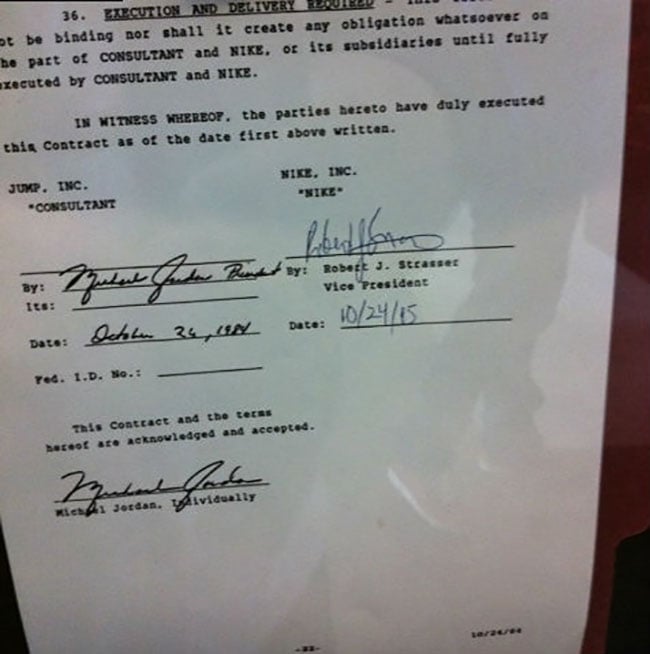 36. EXECUTION AND DELIVERY REQUIRED - This
ot be binding nor shall it create any obligation whatsoever on
he part of CONSULTANT and NIKE, or its subsidiaries until fully
executed by CONSULTANT and NIKE.
IN WITNESS WHEREOF, the parties hereto have duly executed
this Contract as of the date first above written.
JUMP, INC.
"CONSULTANT
NIKE, INC.
"NIKE"
By: Michael Jordan
Its:
Date: October 26, 1984
Fed. I.D. No.:
By: Robert J. Strasser
Vice President
Date: 10/24/85
This Contract and the terms
hereof are acknowledged and accepted.
Michael Jordan
Michael Jordan, Individually
10/24/84
-22-